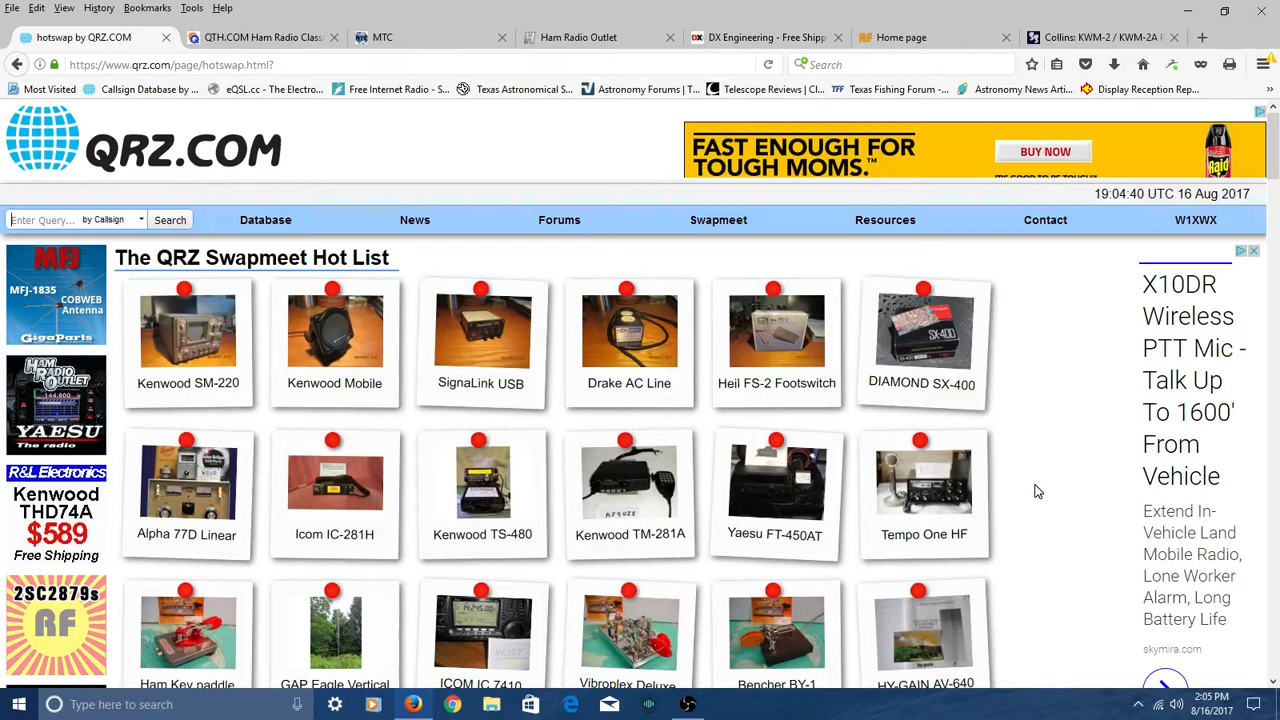 File Edit View History Bookmarks Tools Help
hotswap by QRZ.COM
QTH.COM Ham Radio Class
MTC
Ham Radio Outlet
DX Engineering - Free Shipp
Home page
Collins: KWM-2 / KWM-2A
https://www.qrz.com/page/hotswap.html?
Search
Most Visited
Callsign Database by ...
eQSL.cc - The Electro...
Free Internet Radio - S...
Texas Astronomical S...
Astronomy Forums | T...
Telescope Reviews | Cl...
TFF Texas Fishing Forum - ...
Astronomy News Arti...
Display Reception Rep...
QRZ.COM
FAST ENOUGH FOR
TOUGH MOMS.™
BUY NOW
Raid
19:04:40 UTC 16 Aug 2017
Enter Query... by Callsign Search
Database News Forums Swapmeet Resources Contact W1XWX
MFJ
MFJ-1835
COBWEB
Antenna
GigaParts
The QRZ Swapmeet Hot List
Kenwood SM-220
Kenwood Mobile
SignaLink USB
Drake AC Line
Heil FS-2 Footswitch
SX-400
DIAMOND SX-400
HAM RADIO
OUTLET
144.900
YAESU
The radio
Alpha 77D Linear
Icom IC-281H
Kenwood TS-480
Kenwood TM-281A
Yaesu FT-450AT
Tempo One HF
R&L Electronics
Kenwood
THD74A
$589
Free Shipping
2SC2879s
RF
Ham Key paddle
GAP Eagle Vertical
ICOM IC 7410
Vibroplex Deluxe
Bencher BY-1
HY-GAIN AV-640
X10DR
Wireless
PTT Mic -
Talk Up
To 1600'
From
Vehicle
Extend In-
Vehicle Land
Mobile Radio,
Lone Worker
Alarm, Long
Battery Life
skymira.com
Type here to search
2:05 PM
8/16/2017